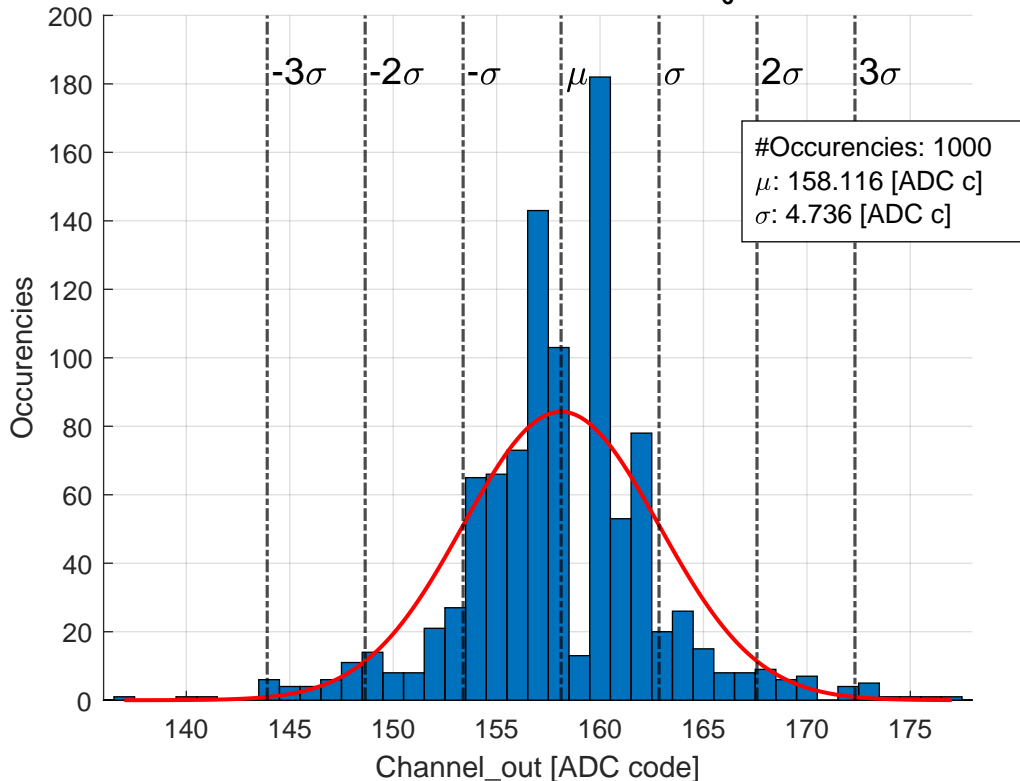 200
180
160
140
120
100
80
60
40
20
0
-3σ
-2σ
-σ
μ
σ
2σ
3σ
#Occurencies: 1000
μ: 158.116 [ADC c]
σ: 4.736 [ADC c]
Occurencies
140
145
150
155
160
165
170
175
Channel_out [ADC code]